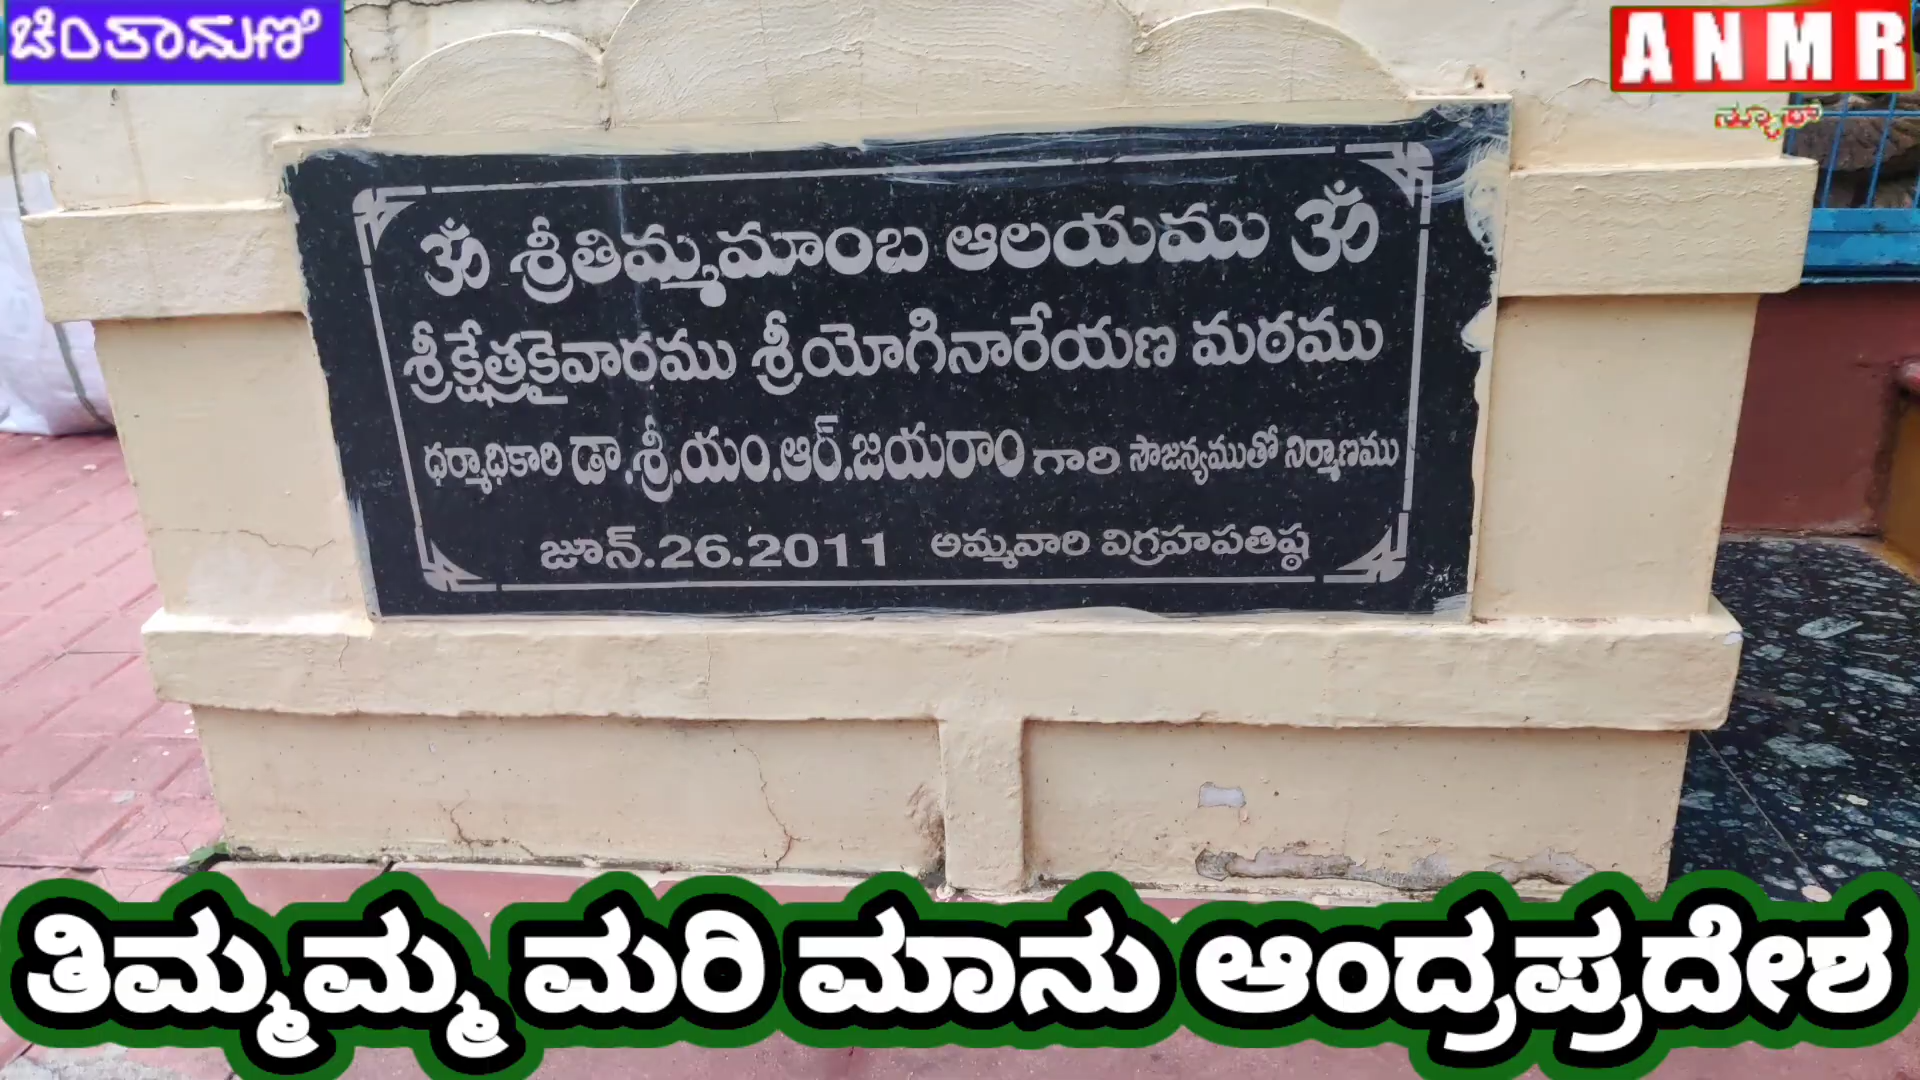 ಚಿಂತಾಮಣಿ
ANMR
ನ್ಯೂಸ್
ॐ శ్రీతిమ్మమాంబ ఆలయము ॐ
శ్రీక్షేత్రకైవారము శ్రీయోగినారేయణ మఠము
ధర్మాధికారి డా.శ్రీ.యం.ఆర్.జయరాం గారి సౌజన్యముతో నిర్మాణము
జూన్.26.2011 అమ్మవారి విగ్రహపతిష్ఠ
ತಿಮ್ಮಮ್ಮ ಮರಿ ಮಾನು ಆಂದ್ರಪ್ರದೇಶ